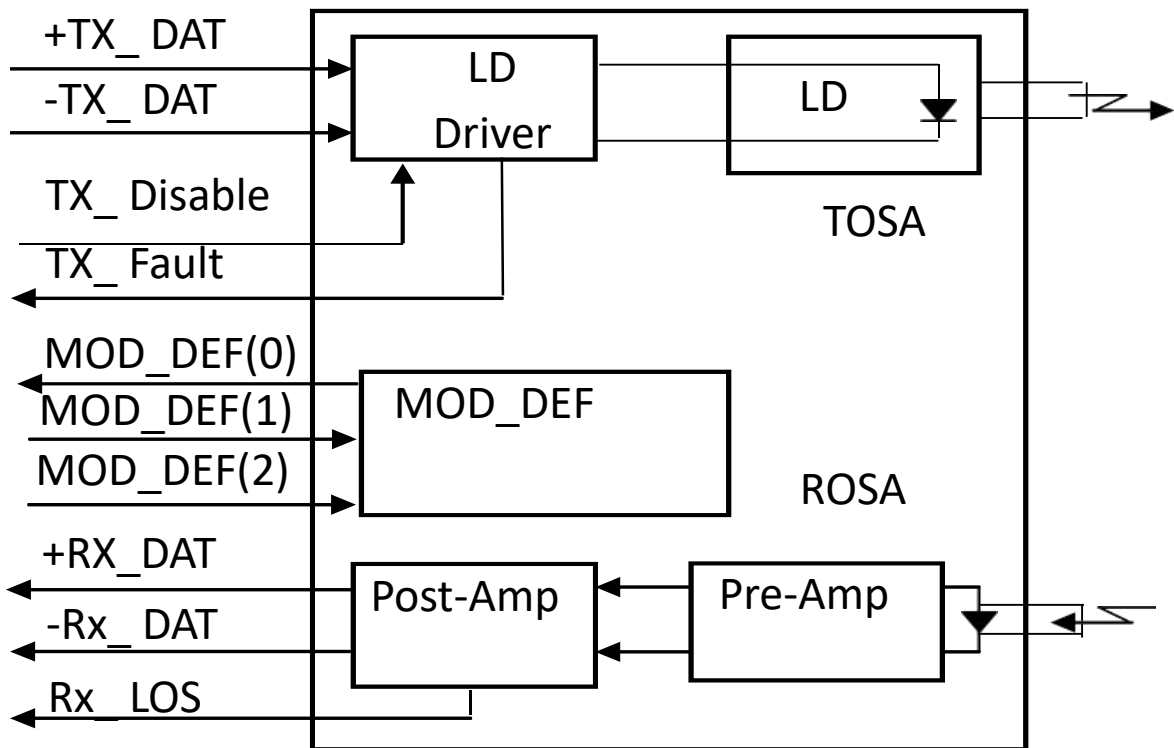 +TX_ DAT
-TX_ DAT
TX_ Disable
TX_ Fault
LD
Driver
LD
TOSA
MOD_DEF(0)
MOD_DEF(1)
MOD_DEF(2)
MOD_DEF
ROSA
+RX_DAT
-Rx_ DAT
Rx_ LOS
Post-Amp
Pre-Amp